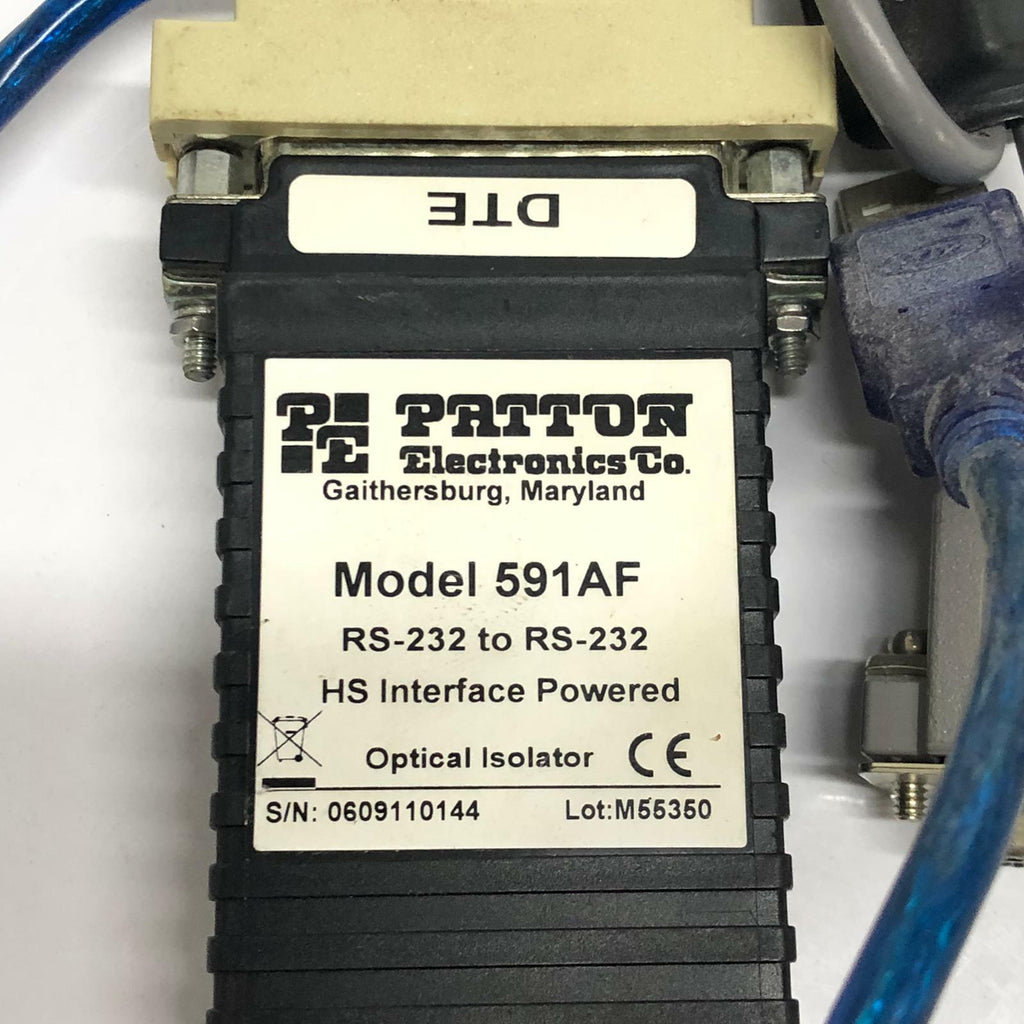 DTE
PE PATTON
Electronics Co.
Gaithersburg, Maryland
Model 591AF
RS-232 to RS-232
HS Interface Powered
Optical Isolator CE
S/N: 0609110144 Lot:M55350